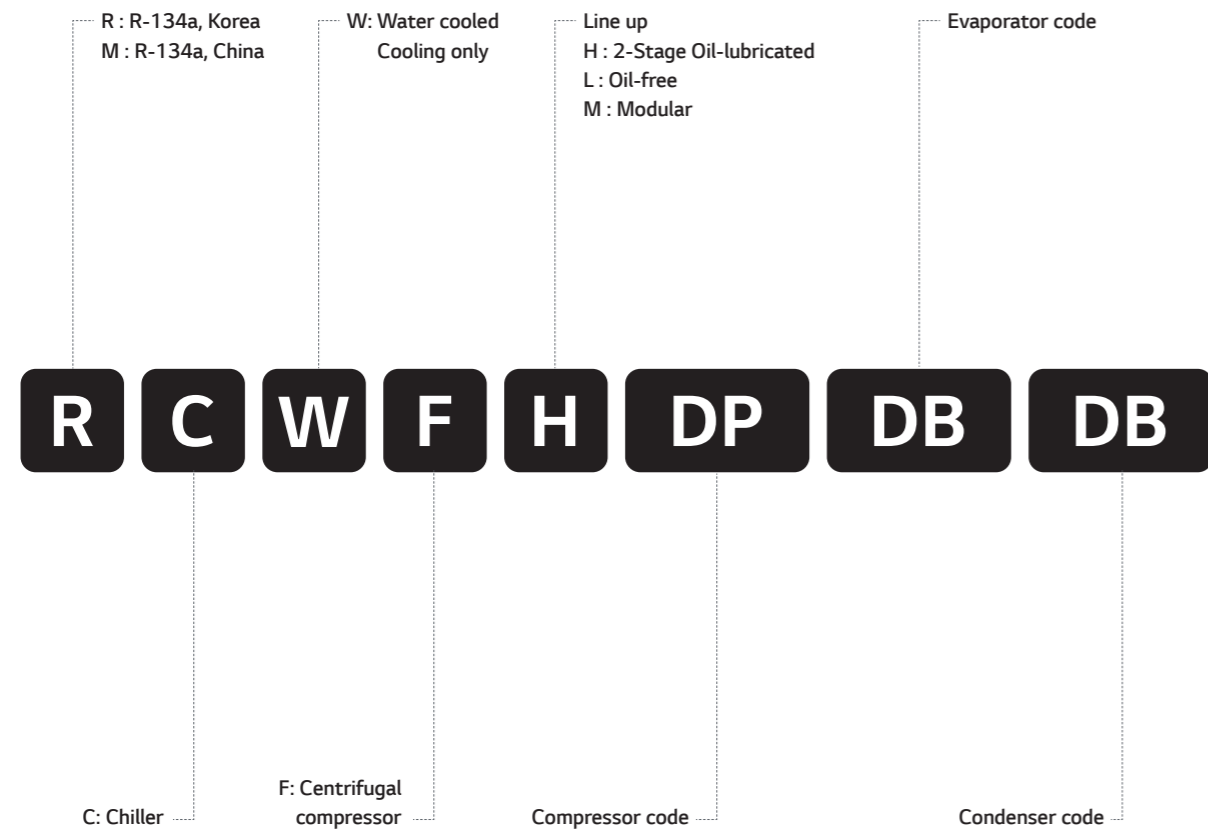 R : R-134a, Korea
M : R-134a, China
W: Water cooled
Cooling only
Line up
H : 2-Stage Oil-lubricated
L : Oil-free
M : Modular
Evaporator code
R C W F H DP DB DB
C: Chiller
F: Centrifugal
compressor
Compressor code
Condenser code